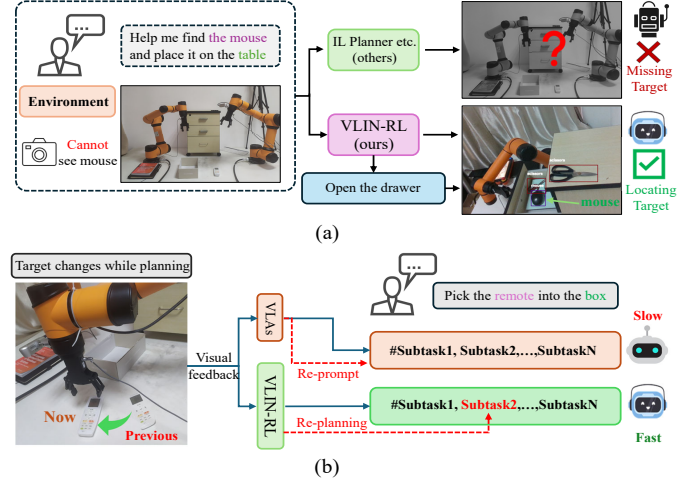 Help me find the mouse
and place it on the table
Environment
Cannot
see mouse
IL Planner etc.
(others)
VLIN-RL
(ours)
Open the drawer
?
Missing
Target
scissors
mouse
Locating
Target
(a)
Target changes while planning
Now
Previous
Visual
feedback
VLAs
VLIN-RL
Re-prompt
Re-planning
Pick the remote into the box
#Subtask1, Subtask2,...,SubtaskN
Slow
#Subtask1, Subtask2,...,SubtaskN
Fast
(b)